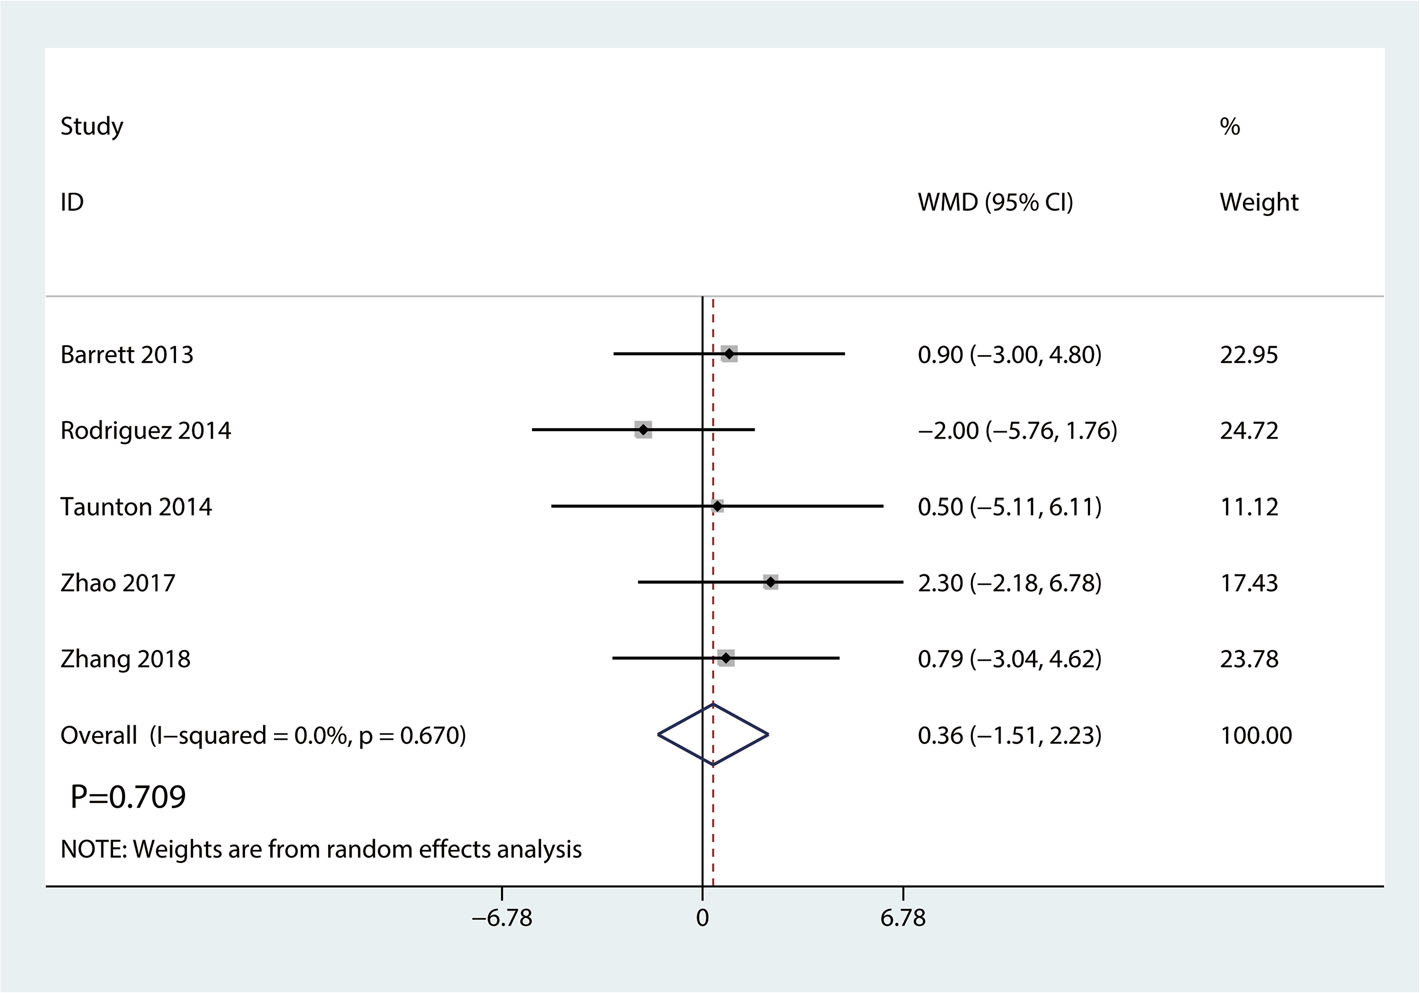 Study %
ID WMD (95% CI) Weight
Barrett 2013 0.90 (−3.00, 4.80) 22.95
Rodriguez 2014 −2.00 (−5.76, 1.76) 24.72
Taunton 2014 0.50 (−5.11, 6.11) 11.12
Zhao 2017 2.30 (−2.18, 6.78) 17.43
Zhang 2018 0.79 (−3.04, 4.62) 23.78
Overall (I−squared = 0.0%, p = 0.670) 0.36 (−1.51, 2.23) 100.00
P=0.709
NOTE: Weights are from random effects analysis
−6.78 0 6.78